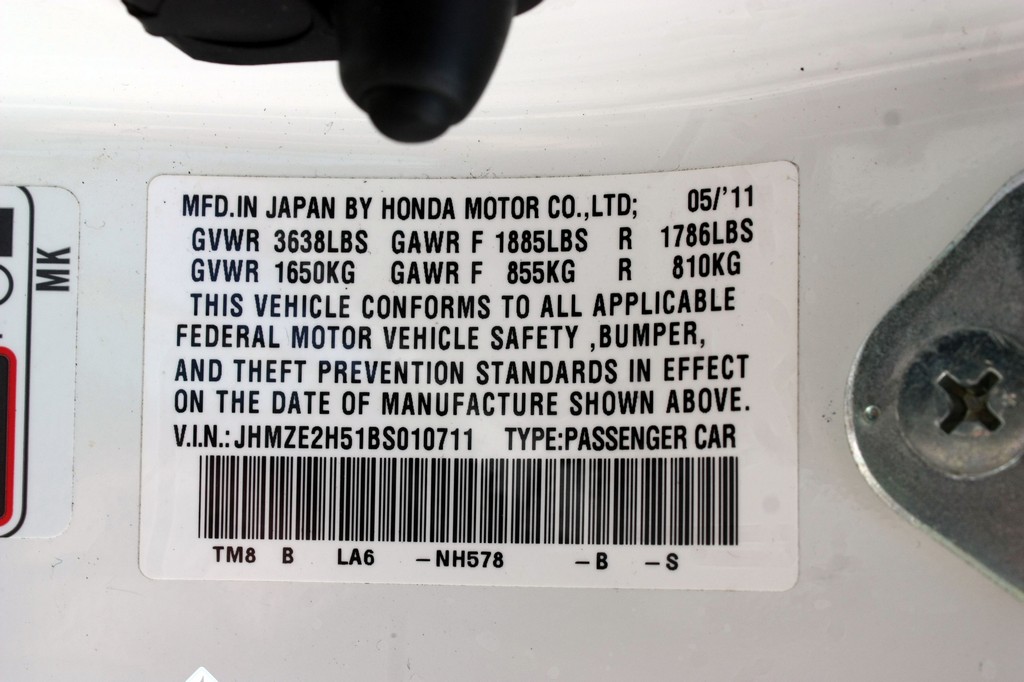 MFD.IN JAPAN BY HONDA MOTOR CO.,LTD; 05/'11
GVWR 3638LBS GAWR F 1885LBS R 1786LBS
GVWR 1650KG GAWR F 855KG R 810KG
THIS VEHICLE CONFORMS TO ALL APPLICABLE
FEDERAL MOTOR VEHICLE SAFETY ,BUMPER,
AND THEFT PREVENTION STANDARDS IN EFFECT
ON THE DATE OF MANUFACTURE SHOWN ABOVE.
V.I.N.: JHMZE2H51BS010711 TYPE:PASSENGER CAR
TM8 B LA6 –NH578 –B –S
MK